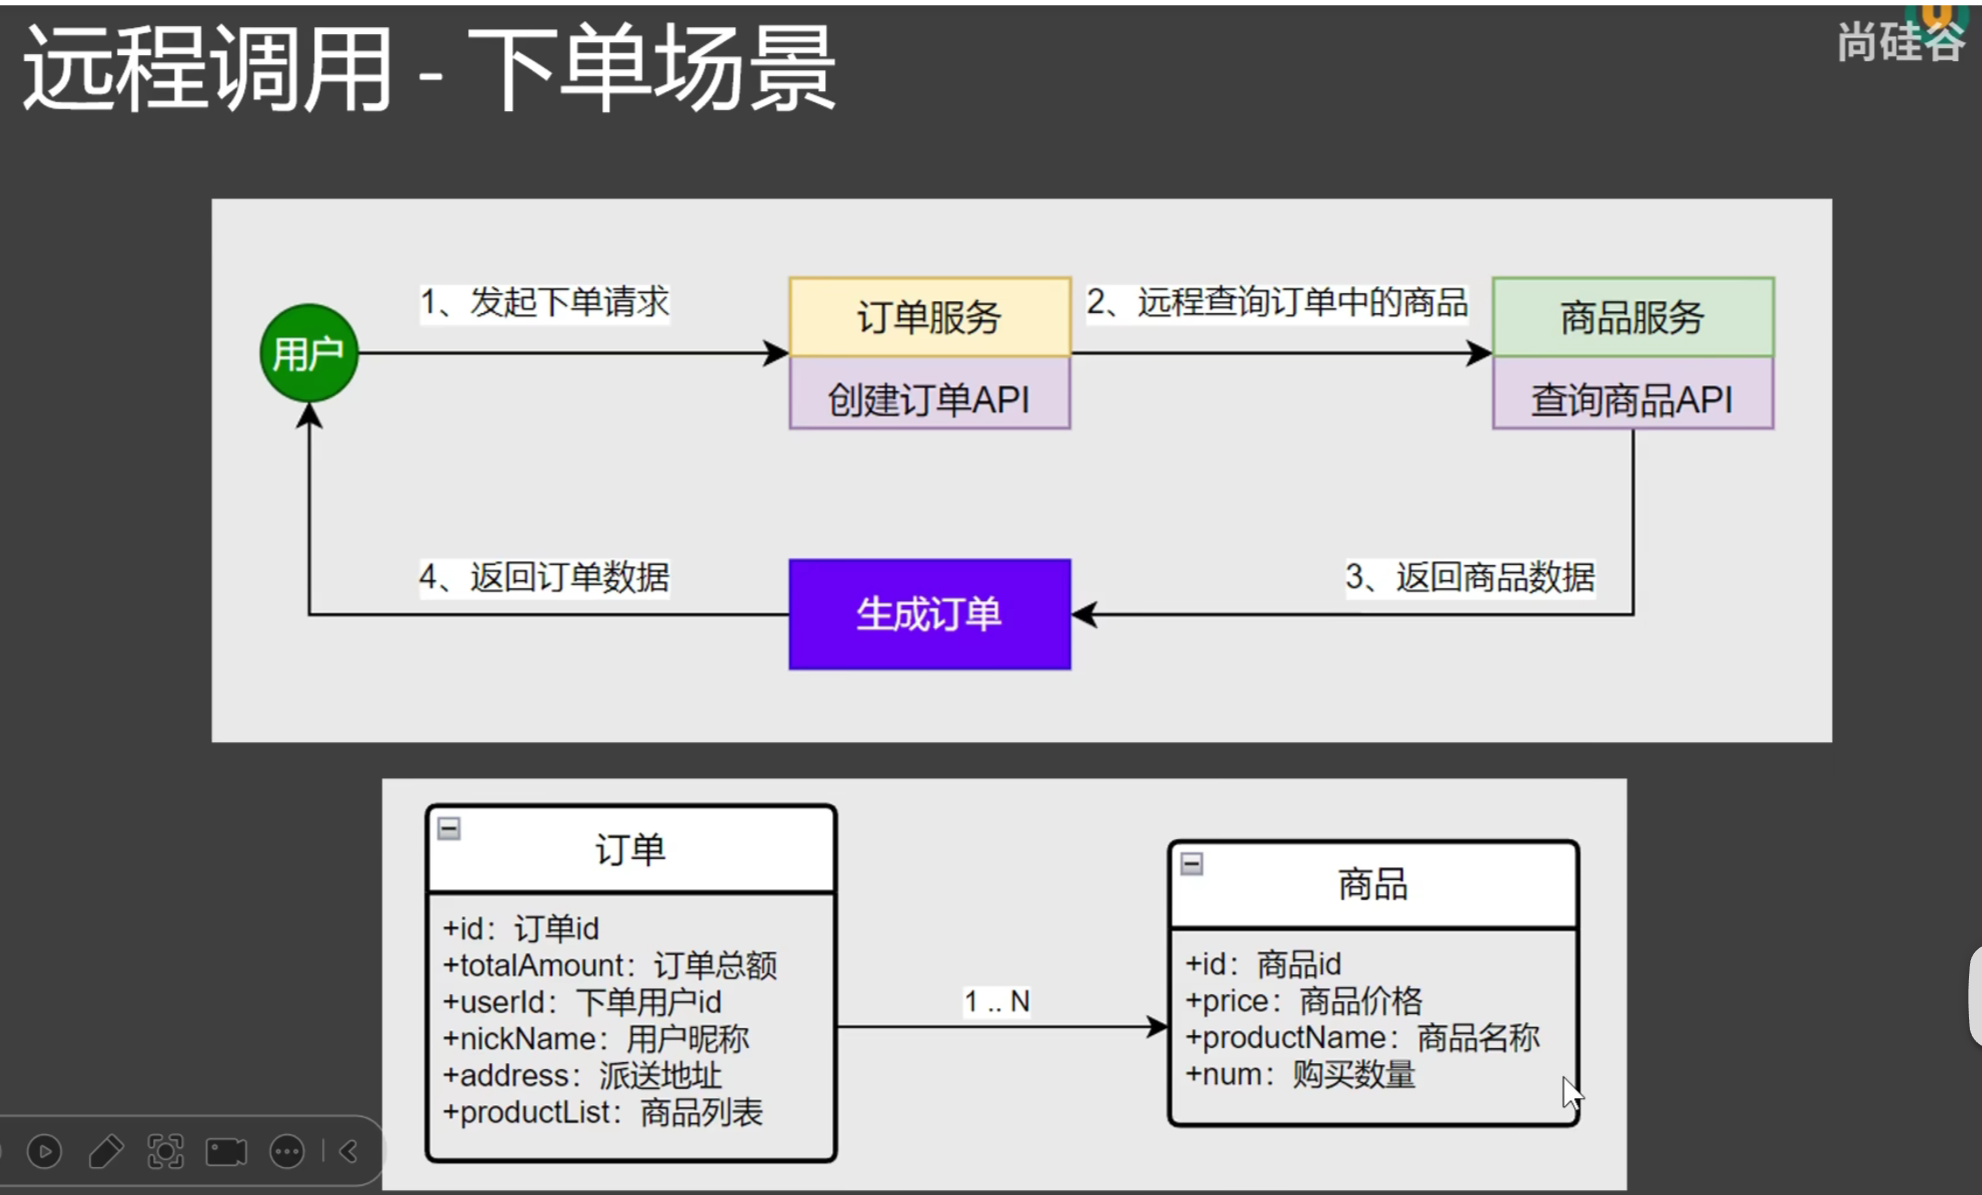 远程调用 - 下单场景
尚硅谷
1、发起下单请求
订单服务
2、远程查询订单中的商品
商品服务
用户
创建订单API
查询商品API
4、返回订单数据
生成订单
3、返回商品数据
订单
+id：订单id
+totalAmount：订单总额
+userId：下单用户id
+nickName：用户昵称
+address：派送地址
+productList：商品列表
1 .. N
商品
+id：商品id
+price：商品价格
+productName：商品名称
+num：购买数量